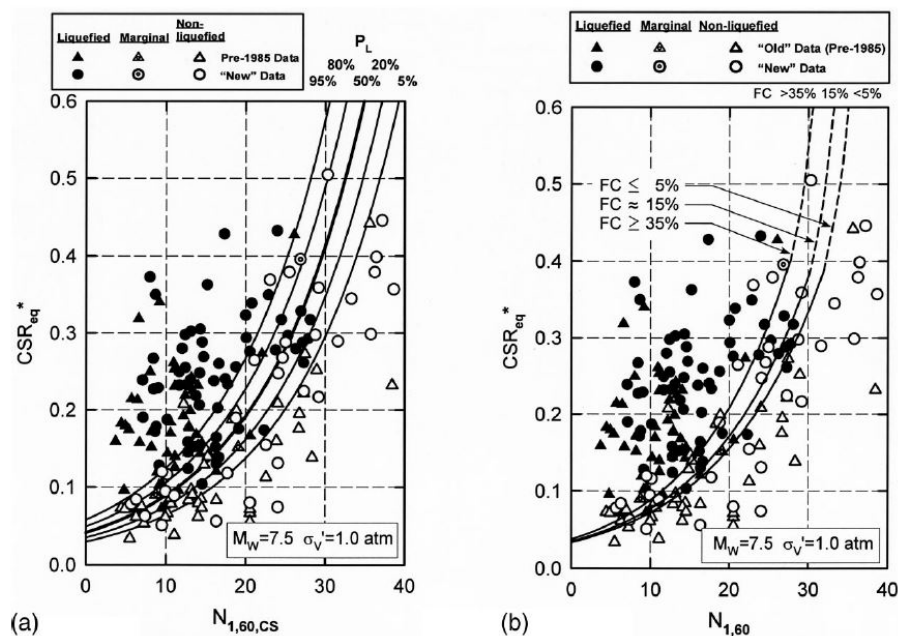 Non-
Liquefied Marginal liquefied
Pre-1985 Data
"New" Data
P_L
80% 20%
95% 50% 5%
0.6
0.5
0.4
0.3
0.2
0.1
0.0
CSR_eq*
M_W=7.5 σ_V'=1.0 atm
0 10 20 30 40
N_1,60,CS
(a)
Liquefied Marginal Non-liquefied
"Old" Data (Pre-1985)
"New" Data
FC >35% 15% <5%
0.6
0.5
0.4
0.3
0.2
0.1
0.0
CSR_eq*
FC ≤ 5%
FC ≈ 15%
FC ≥ 35%
M_W=7.5 σ_V'=1.0 atm
0 10 20 30 40
N_1,60
(b)